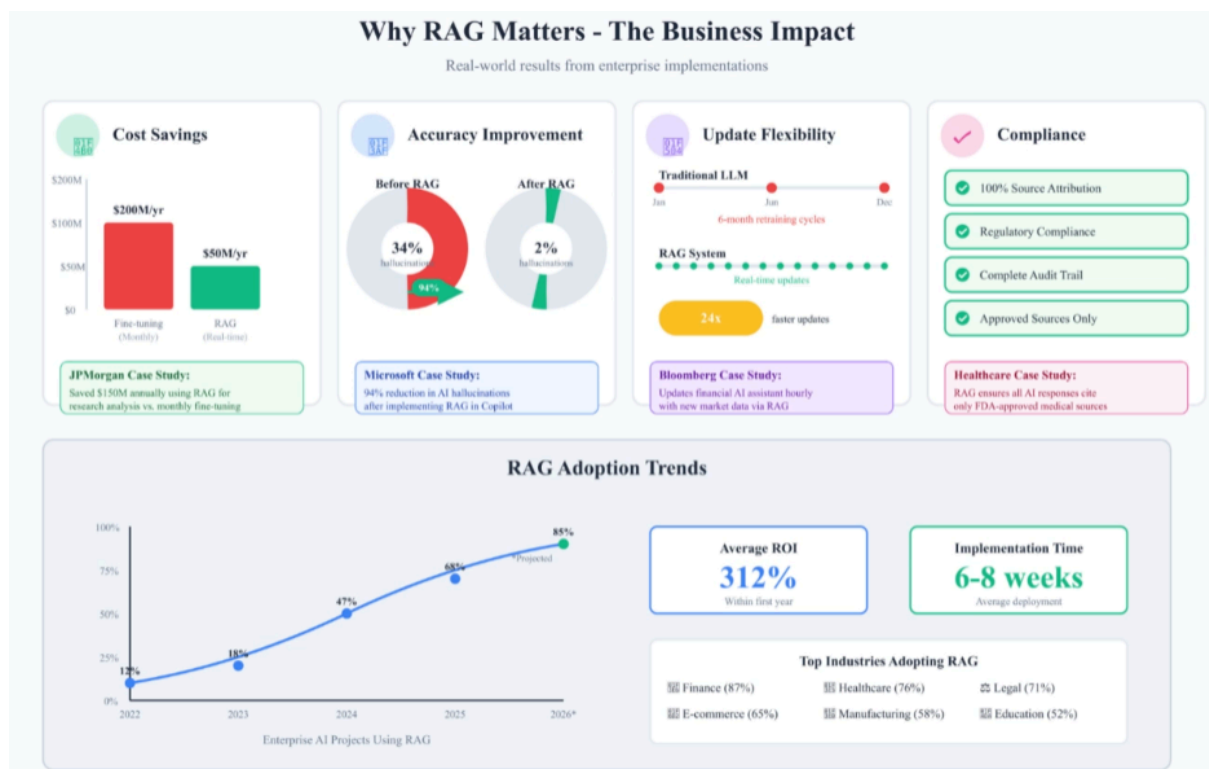 Why RAG Matters - The Business Impact
Real-world results from enterprise implementations
Cost Savings
$200M
$100M
$50M
$0
$200M/yr
$50M/yr
Fine-tuning
(Monthly)
RAG
(Real-time)
JPMorgan Case Study:
Saved $150M annually using RAG for
research analysis vs. monthly fine-tuning
Accuracy Improvement
Before RAG
34%
hallucinations
94%
After RAG
2%
hallucinations
Microsoft Case Study:
94% reduction in AI hallucinations
after implementing RAG in Copilot
Update Flexibility
Traditional LLM
Jan
Jun
Dec
6-month retraining cycles
RAG System
Real-time updates
24x
faster updates
Bloomberg Case Study:
Updates financial AI assistant hourly
with new market data via RAG
Compliance
100% Source Attribution
Regulatory Compliance
Complete Audit Trail
Approved Sources Only
Healthcare Case Study:
RAG ensures all AI responses cite
only FDA-approved medical sources
RAG Adoption Trends
100%
75%
50%
25%
0%
12%
18%
47%
68%
85%
*Projected
2022
2023
2024
2025
2026*
Enterprise AI Projects Using RAG
Average ROI
312%
Within first year
Implementation Time
6-8 weeks
Average deployment
Top Industries Adopting RAG
Finance (87%)
Healthcare (76%)
⚖ Legal (71%)
E-commerce (65%)
Manufacturing (58%)
Education (52%)